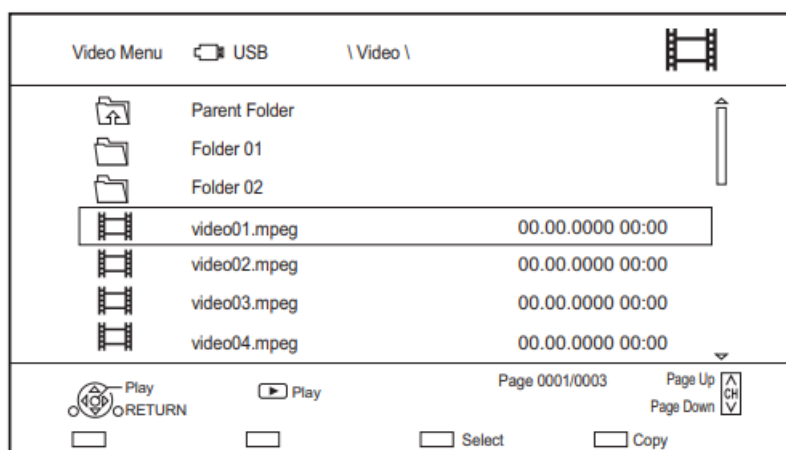 Video Menu USB \ Video \
Parent Folder
Folder 01
Folder 02
video01.mpeg 00.00.0000 00:00
video02.mpeg 00.00.0000 00:00
video03.mpeg 00.00.0000 00:00
video04.mpeg 00.00.0000 00:00
Play Play Page 0001/0003 Page Up CH
RETURN Page Down
Select Copy